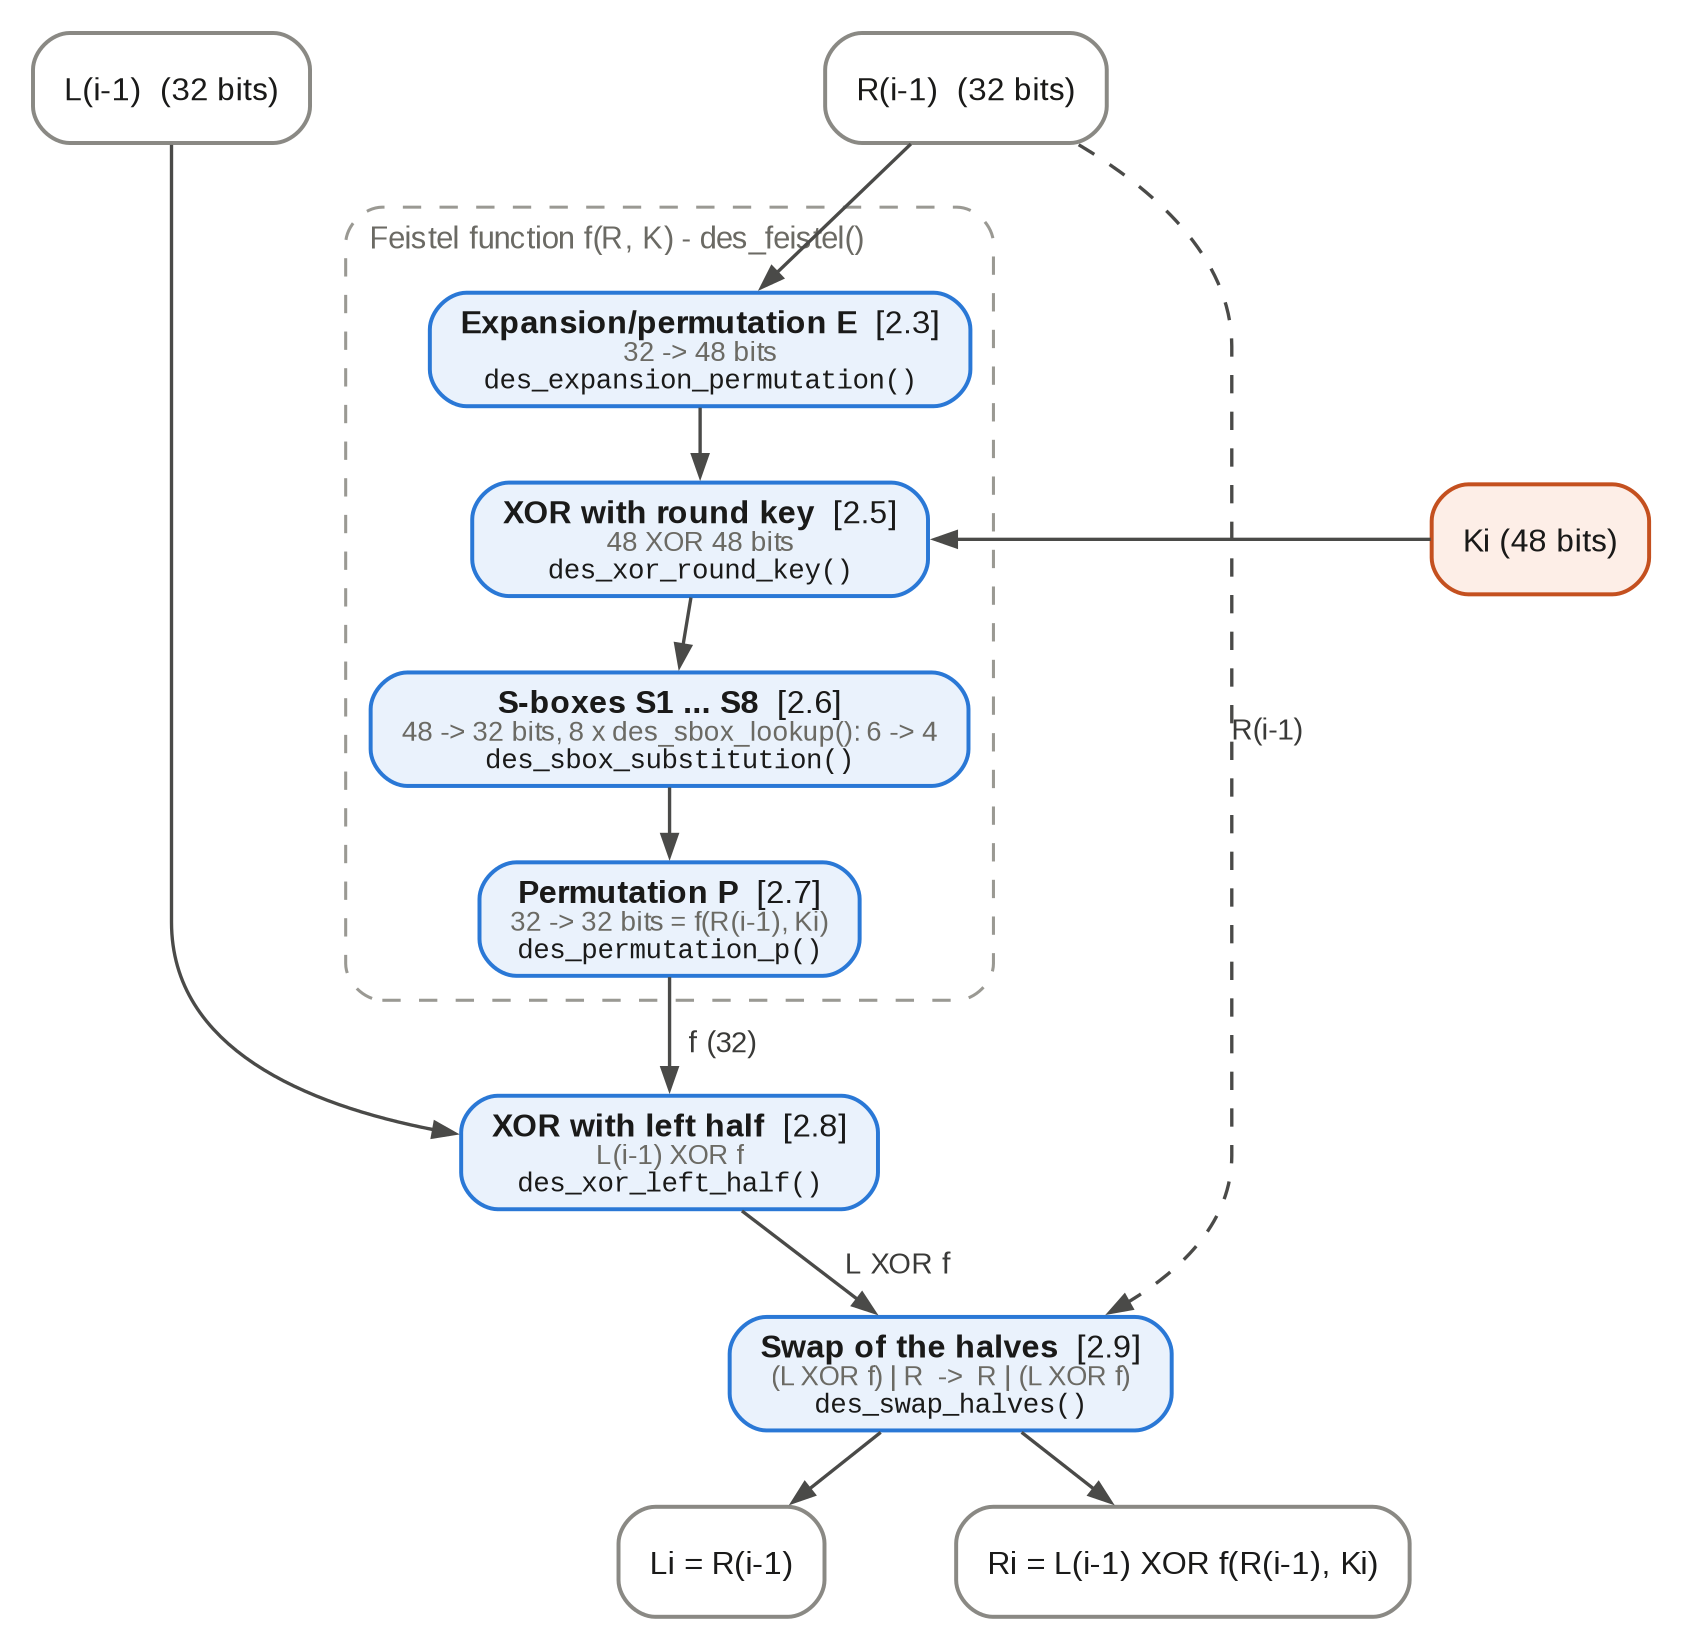 L(i-1)  (32 bits)
R(i-1)  (32 bits)
Feistel function f(R, K) - des_feistel()
Expansion/permutation E  [2.3]
32 -> 48 bits
des_expansion_permutation()
XOR with round key  [2.5]
48 XOR 48 bits
des_xor_round_key()
Ki (48 bits)
S-boxes S1 ... S8  [2.6]
48 -> 32 bits, 8 x des_sbox_lookup(): 6 -> 4
des_sbox_substitution()
R(i-1)
Permutation P  [2.7]
32 -> 32 bits = f(R(i-1), Ki)
des_permutation_p()
f (32)
XOR with left half  [2.8]
L(i-1) XOR f
des_xor_left_half()
L XOR f
Swap of the halves  [2.9]
(L XOR f) | R  ->  R | (L XOR f)
des_swap_halves()
Li = R(i-1)
Ri = L(i-1) XOR f(R(i-1), Ki)